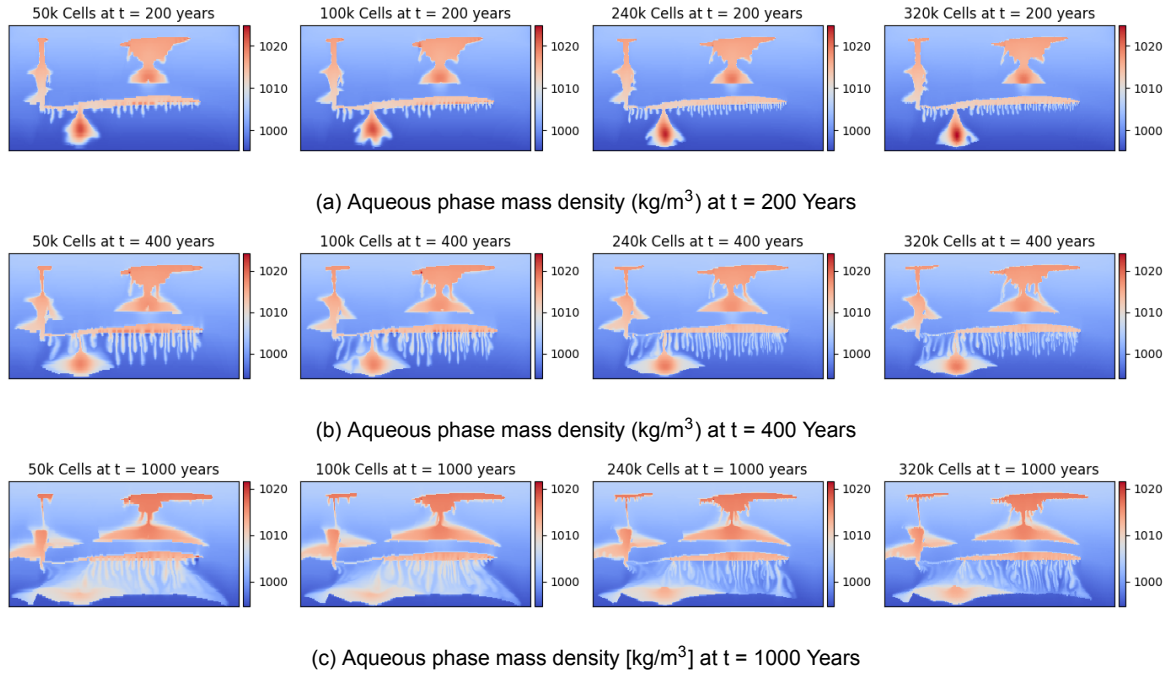 50k Cells at t = 200 years
100k Cells at t = 200 years
240k Cells at t = 200 years
320k Cells at t = 200 years
1020
1010
1000
1020
1010
1000
1020
1010
1000
1020
1010
1000
(a) Aqueous phase mass density (kg/m³) at t = 200 Years
50k Cells at t = 400 years
100k Cells at t = 400 years
240k Cells at t = 400 years
320k Cells at t = 400 years
1020
1010
1000
1020
1010
1000
1020
1010
1000
1020
1010
1000
(b) Aqueous phase mass density (kg/m³) at t = 400 Years
50k Cells at t = 1000 years
100k Cells at t = 1000 years
240k Cells at t = 1000 years
320k Cells at t = 1000 years
1020
1010
1000
1020
1010
1000
1020
1010
1000
1020
1010
1000
(c) Aqueous phase mass density [kg/m³] at t = 1000 Years